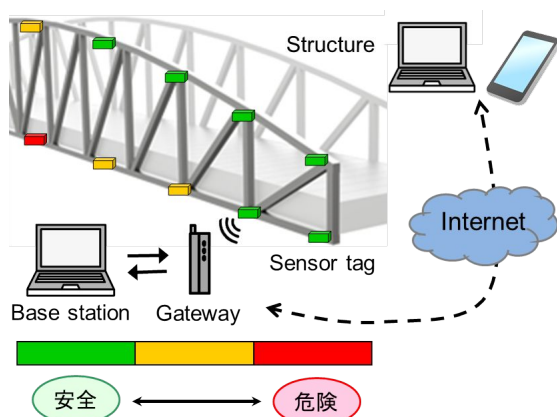 Structure
Internet
Sensor tag
Base station
Gateway
安全
危険